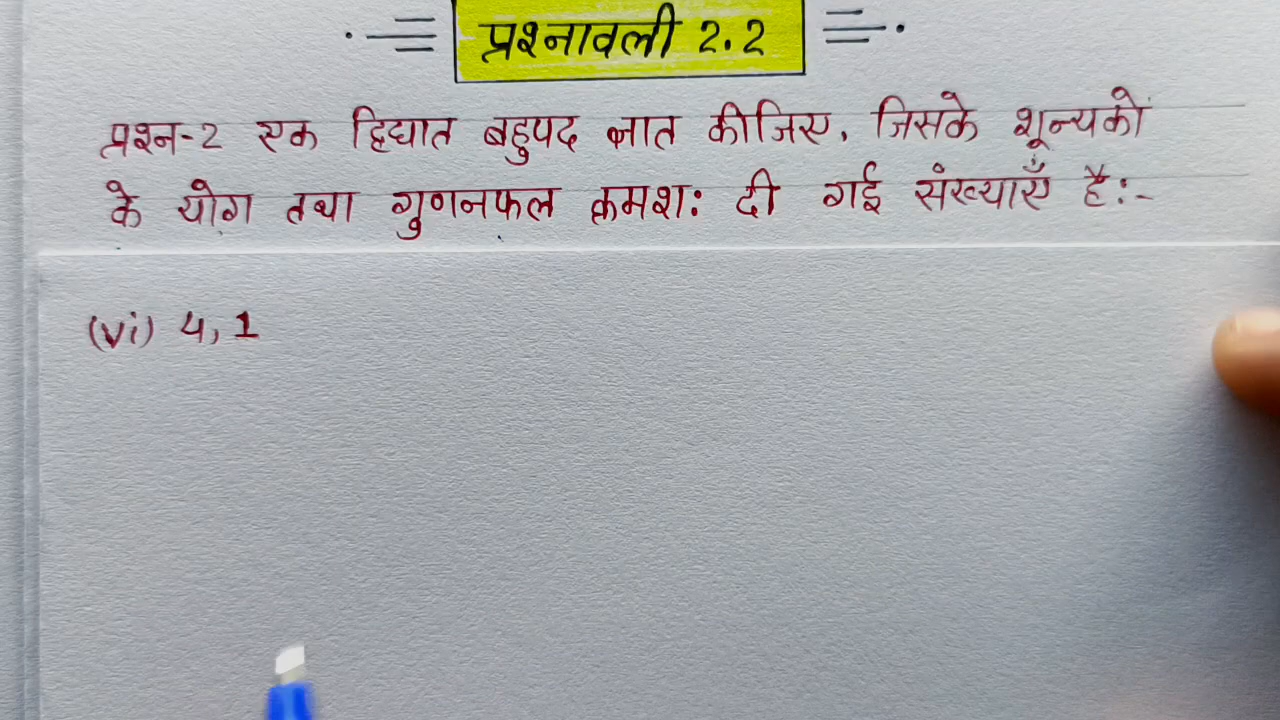 प्रश्नावली 2.2
प्रश्न-2 एक द्विघात बहुपद ज्ञात कीजिए, जिसके शून्यकों
के योग तथा गुणनफल क्रमश: दी गई संख्याएँ है:-
(vi) 4, 1